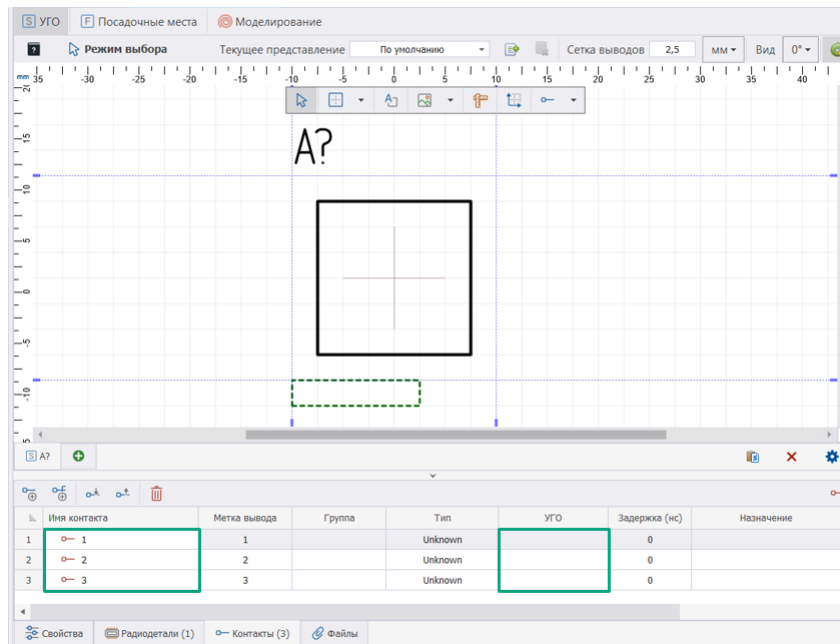 S УГО F Посадочные места Моделирование
? Режим выбора Текущее представление По умолчанию Сетка выводов 2,5 мм Вид 0°
mm 35 -30 -25 -20 -15 -10 -5 0 5 10 15 20 25 30 35 40
20
15
10
5
0
-5
-10
A?
S A?
Имя контакта Метка вывода Группа Тип УГО Задержка (нс) Назначение
1 1 1 Unknown 0
2 2 2 Unknown 0
3 3 3 Unknown 0
Свойства Радиодетали (1) Контакты (3) Файлы